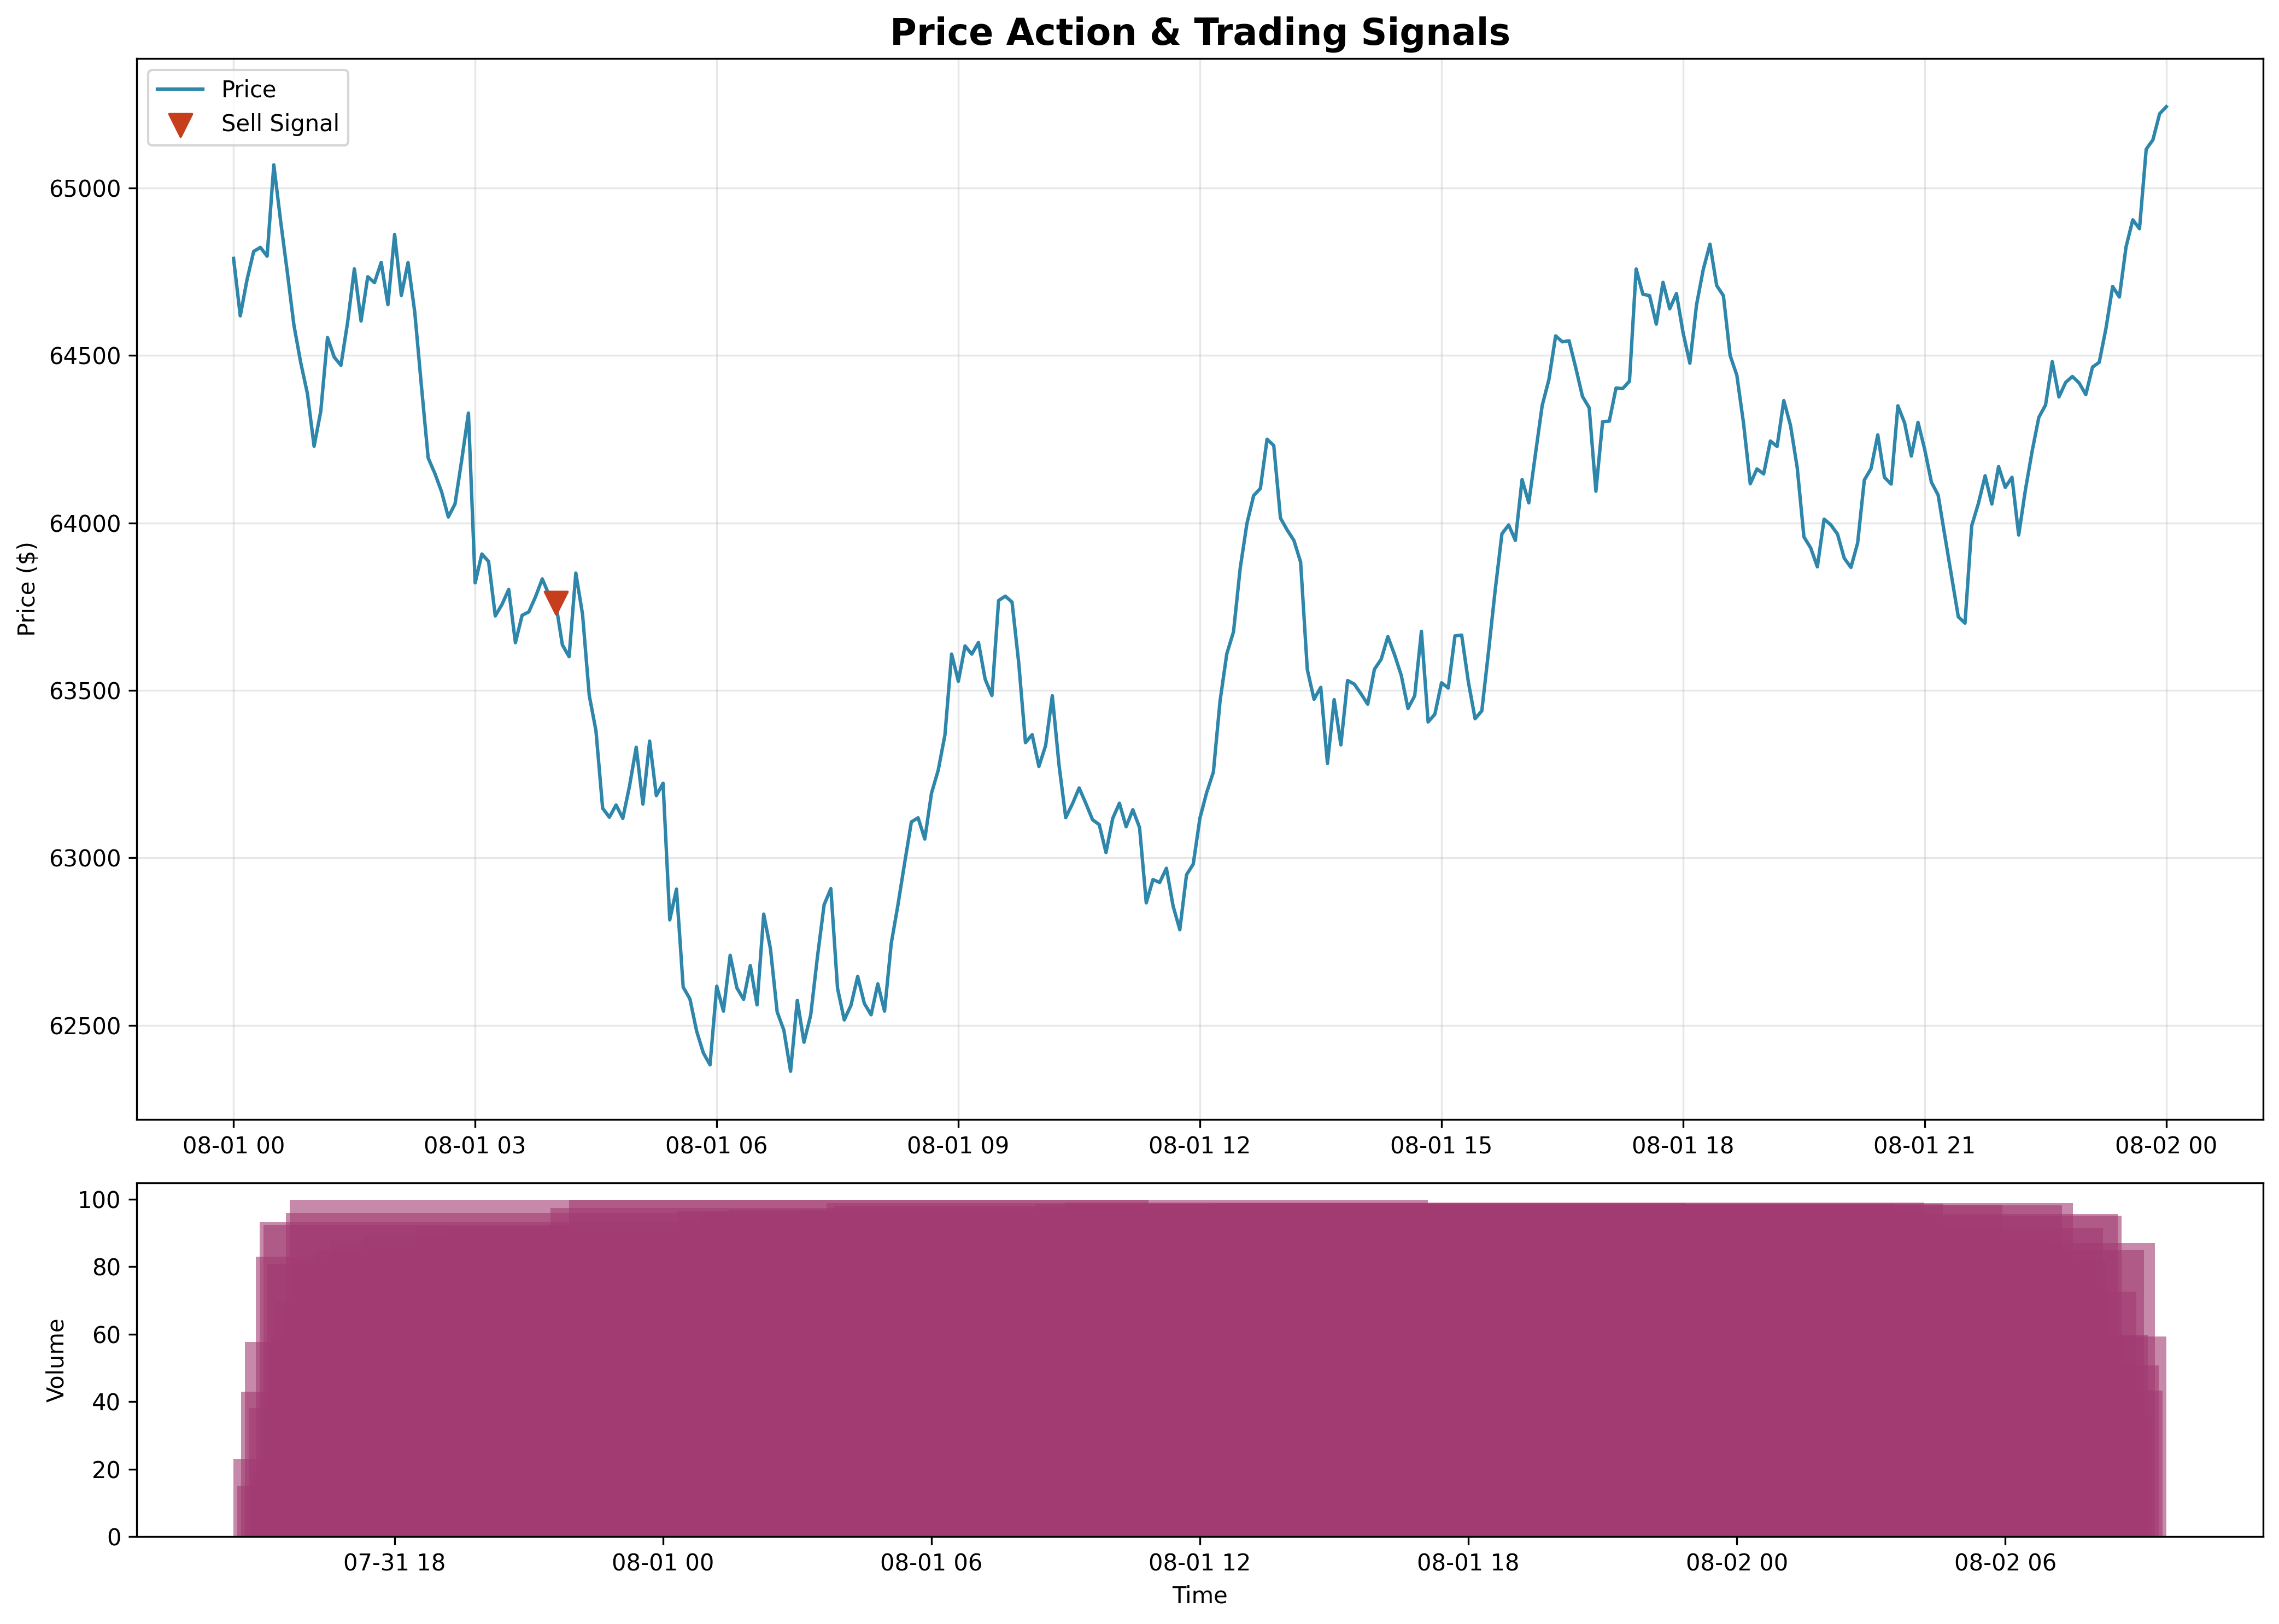 Price Action & Trading Signals
Price
Sell Signal
Price ($)
65000
64500
64000
63500
63000
62500
08-01 00 08-01 03 08-01 06 08-01 09 08-01 12 08-01 15 08-01 18 08-01 21 08-02 00
Volume
100
80
60
40
20
0
07-31 18 08-01 00 08-01 06 08-01 12 08-01 18 08-02 00 08-02 06
Time